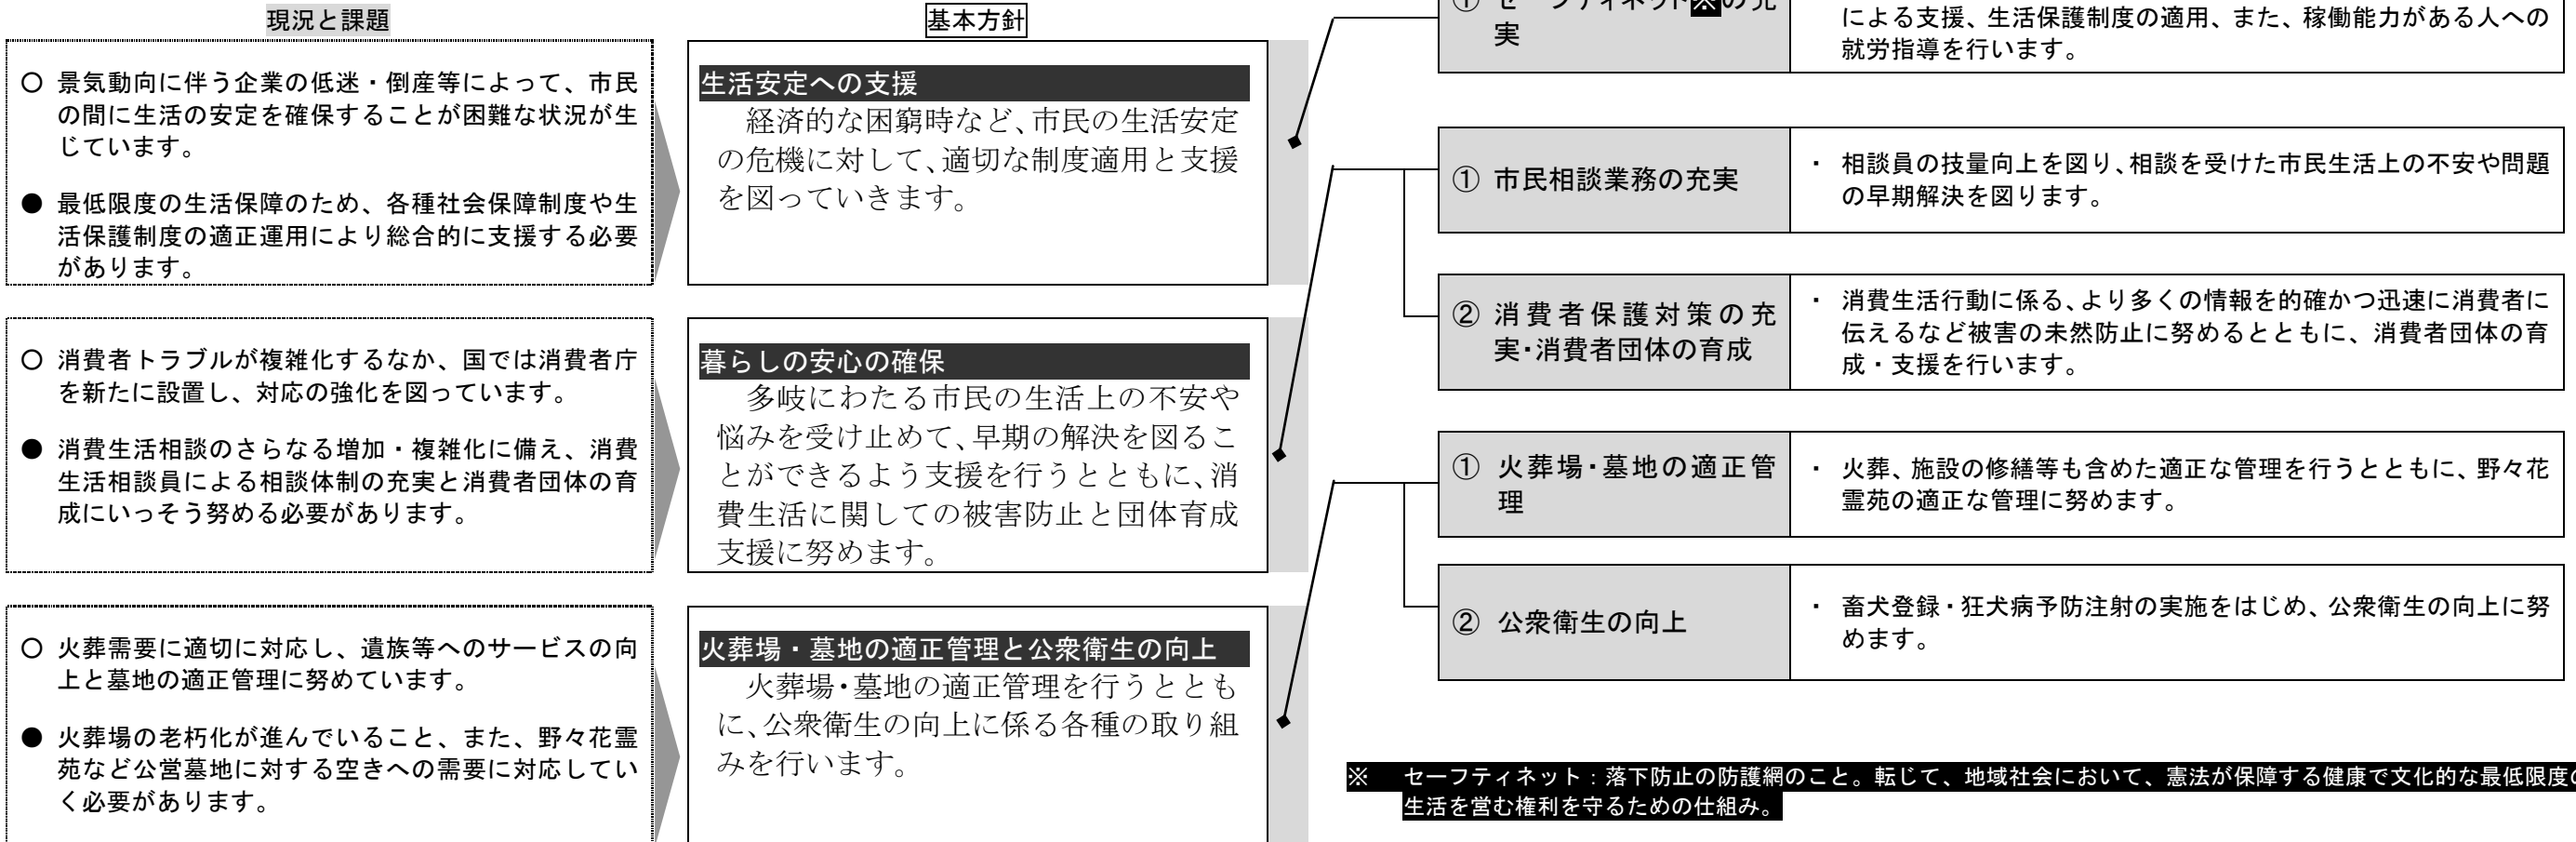 現況と課題
〇 景気動向に伴う企業の低迷・倒産等によって、市民
の間に生活の安定を確保することが困難な状況が生
じています。
● 最低限度の生活保障のため、各種社会保障制度や生
活保護制度の適正運用により総合的に支援する必要
があります。
〇 消費者トラブルが複雑化するなか、国では消費者庁
を新たに設置し、対応の強化を図っています。
● 消費生活相談のさらなる増加・複雑化に備え、消費
生活相談員による相談体制の充実と消費者団体の育
成にいっそう努める必要があります。
〇 火葬需要に適切に対応し、遺族等へのサービスの向
上と墓地の適正管理に努めています。
● 火葬場の老朽化が進んでいること、また、野々花霊
苑など公営墓地に対する空きへの需要に対応してい
く必要があります。
基本方針
生活安定への支援
経済的な困窮時など、市民の生活安定
の危機に対して、適切な制度適用と支援
を図っていきます。
暮らしの安心の確保
多岐にわたる市民の生活上の不安や
悩みを受け止めて、早期の解決を図るこ
とができるよう支援を行うとともに、消
費生活に関しての被害防止と団体育成
支援に努めます。
火葬場・墓地の適正管理と公衆衛生の向上
火葬場・墓地の適正管理を行うととも
に、公衆衛生の向上に係る各種の取り組
みを行います。
① セーフティネット※の充
実
による支援、生活保護制度の適用、また、稼働能力がある人への
就労指導を行います。
① 市民相談業務の充実
・ 相談員の技量向上を図り、相談を受けた市民生活上の不安や問題
の早期解決を図ります。
② 消費者保護対策の充
実・消費者団体の育成
・ 消費生活行動に係る、より多くの情報を的確かつ迅速に消費者に
伝えるなど被害の未然防止に努めるとともに、消費者団体の育
成・支援を行います。
① 火葬場・墓地の適正管
理
・ 火葬、施設の修繕等も含めた適正な管理を行うとともに、野々花
霊苑の適正な管理に努めます。
② 公衆衛生の向上
・ 畜犬登録・狂犬病予防注射の実施をはじめ、公衆衛生の向上に努
めます。
※ セーフティネット：落下防止の防護網のこと。転じて、地域社会において、憲法が保障する健康で文化的な最低限度の
生活を営む権利を守るための仕組み。